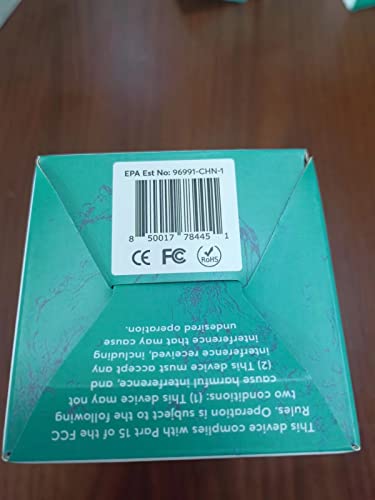 EPA Est No: 96991-CHN-1
8 50017 78445 1
CE FC RoHS
This device complies with Part 15 of the FCC
Rules. Operation is subject to the following
two conditions: (1) This device may not
cause harmful interference, and,
(2) This device must accept any
interference received, including
interference that may cause
undesired operation.